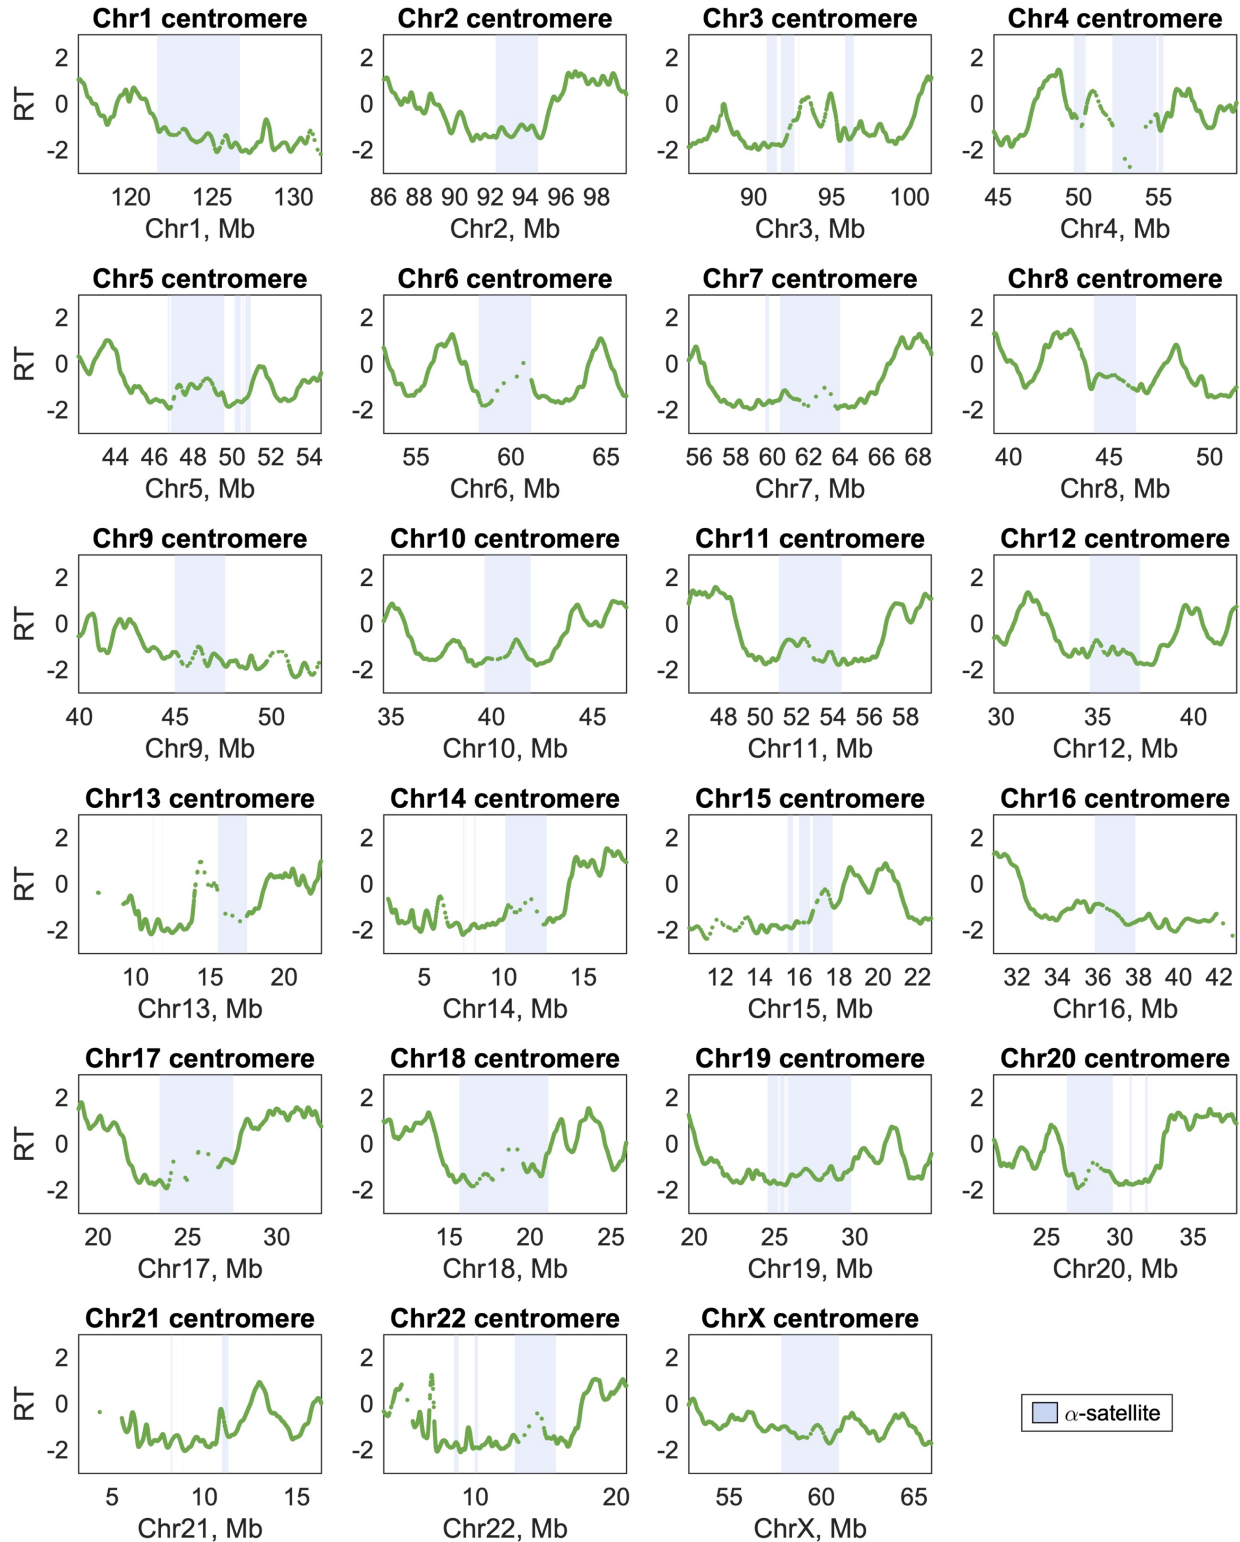 Chr1 centromere Chr2 centromere Chr3 centromere Chr4 centromere
2 2 2 2
RT 0 0 0 0
-2 -2 -2 -2
120 125 130 86 88 90 92 94 96 98 90 95 100 45 50 55
Chr1, Mb Chr2, Mb Chr3, Mb Chr4, Mb
Chr5 centromere Chr6 centromere Chr7 centromere Chr8 centromere
2 2 2 2
RT 0 0 0 0
-2 -2 -2 -2
44 46 48 50 52 54 55 60 65 56 58 60 62 64 66 68 40 45 50
Chr5, Mb Chr6, Mb Chr7, Mb Chr8, Mb
Chr9 centromere Chr10 centromere Chr11 centromere Chr12 centromere
2 2 2 2
RT 0 0 0 0
-2 -2 -2 -2
40 45 50 35 40 45 48 50 52 54 56 58 30 35 40
Chr9, Mb Chr10, Mb Chr11, Mb Chr12, Mb
Chr13 centromere Chr14 centromere Chr15 centromere Chr16 centromere
2 2 2 2
RT 0 0 0 0
-2 -2 -2 -2
10 15 20 5 10 15 12 14 16 18 20 22 32 34 36 38 40 42
Chr13, Mb Chr14, Mb Chr15, Mb Chr16, Mb
Chr17 centromere Chr18 centromere Chr19 centromere Chr20 centromere
2 2 2 2
RT 0 0 0 0
-2 -2 -2 -2
20 25 30 15 20 25 20 25 30 25 30 35
Chr17, Mb Chr18, Mb Chr19, Mb Chr20, Mb
Chr21 centromere Chr22 centromere ChrX centromere
2 2 2
RT 0 0 0
-2 -2 -2
α-satellite
5 10 15 10 20 55 60 65
Chr21, Mb Chr22, Mb ChrX, Mb